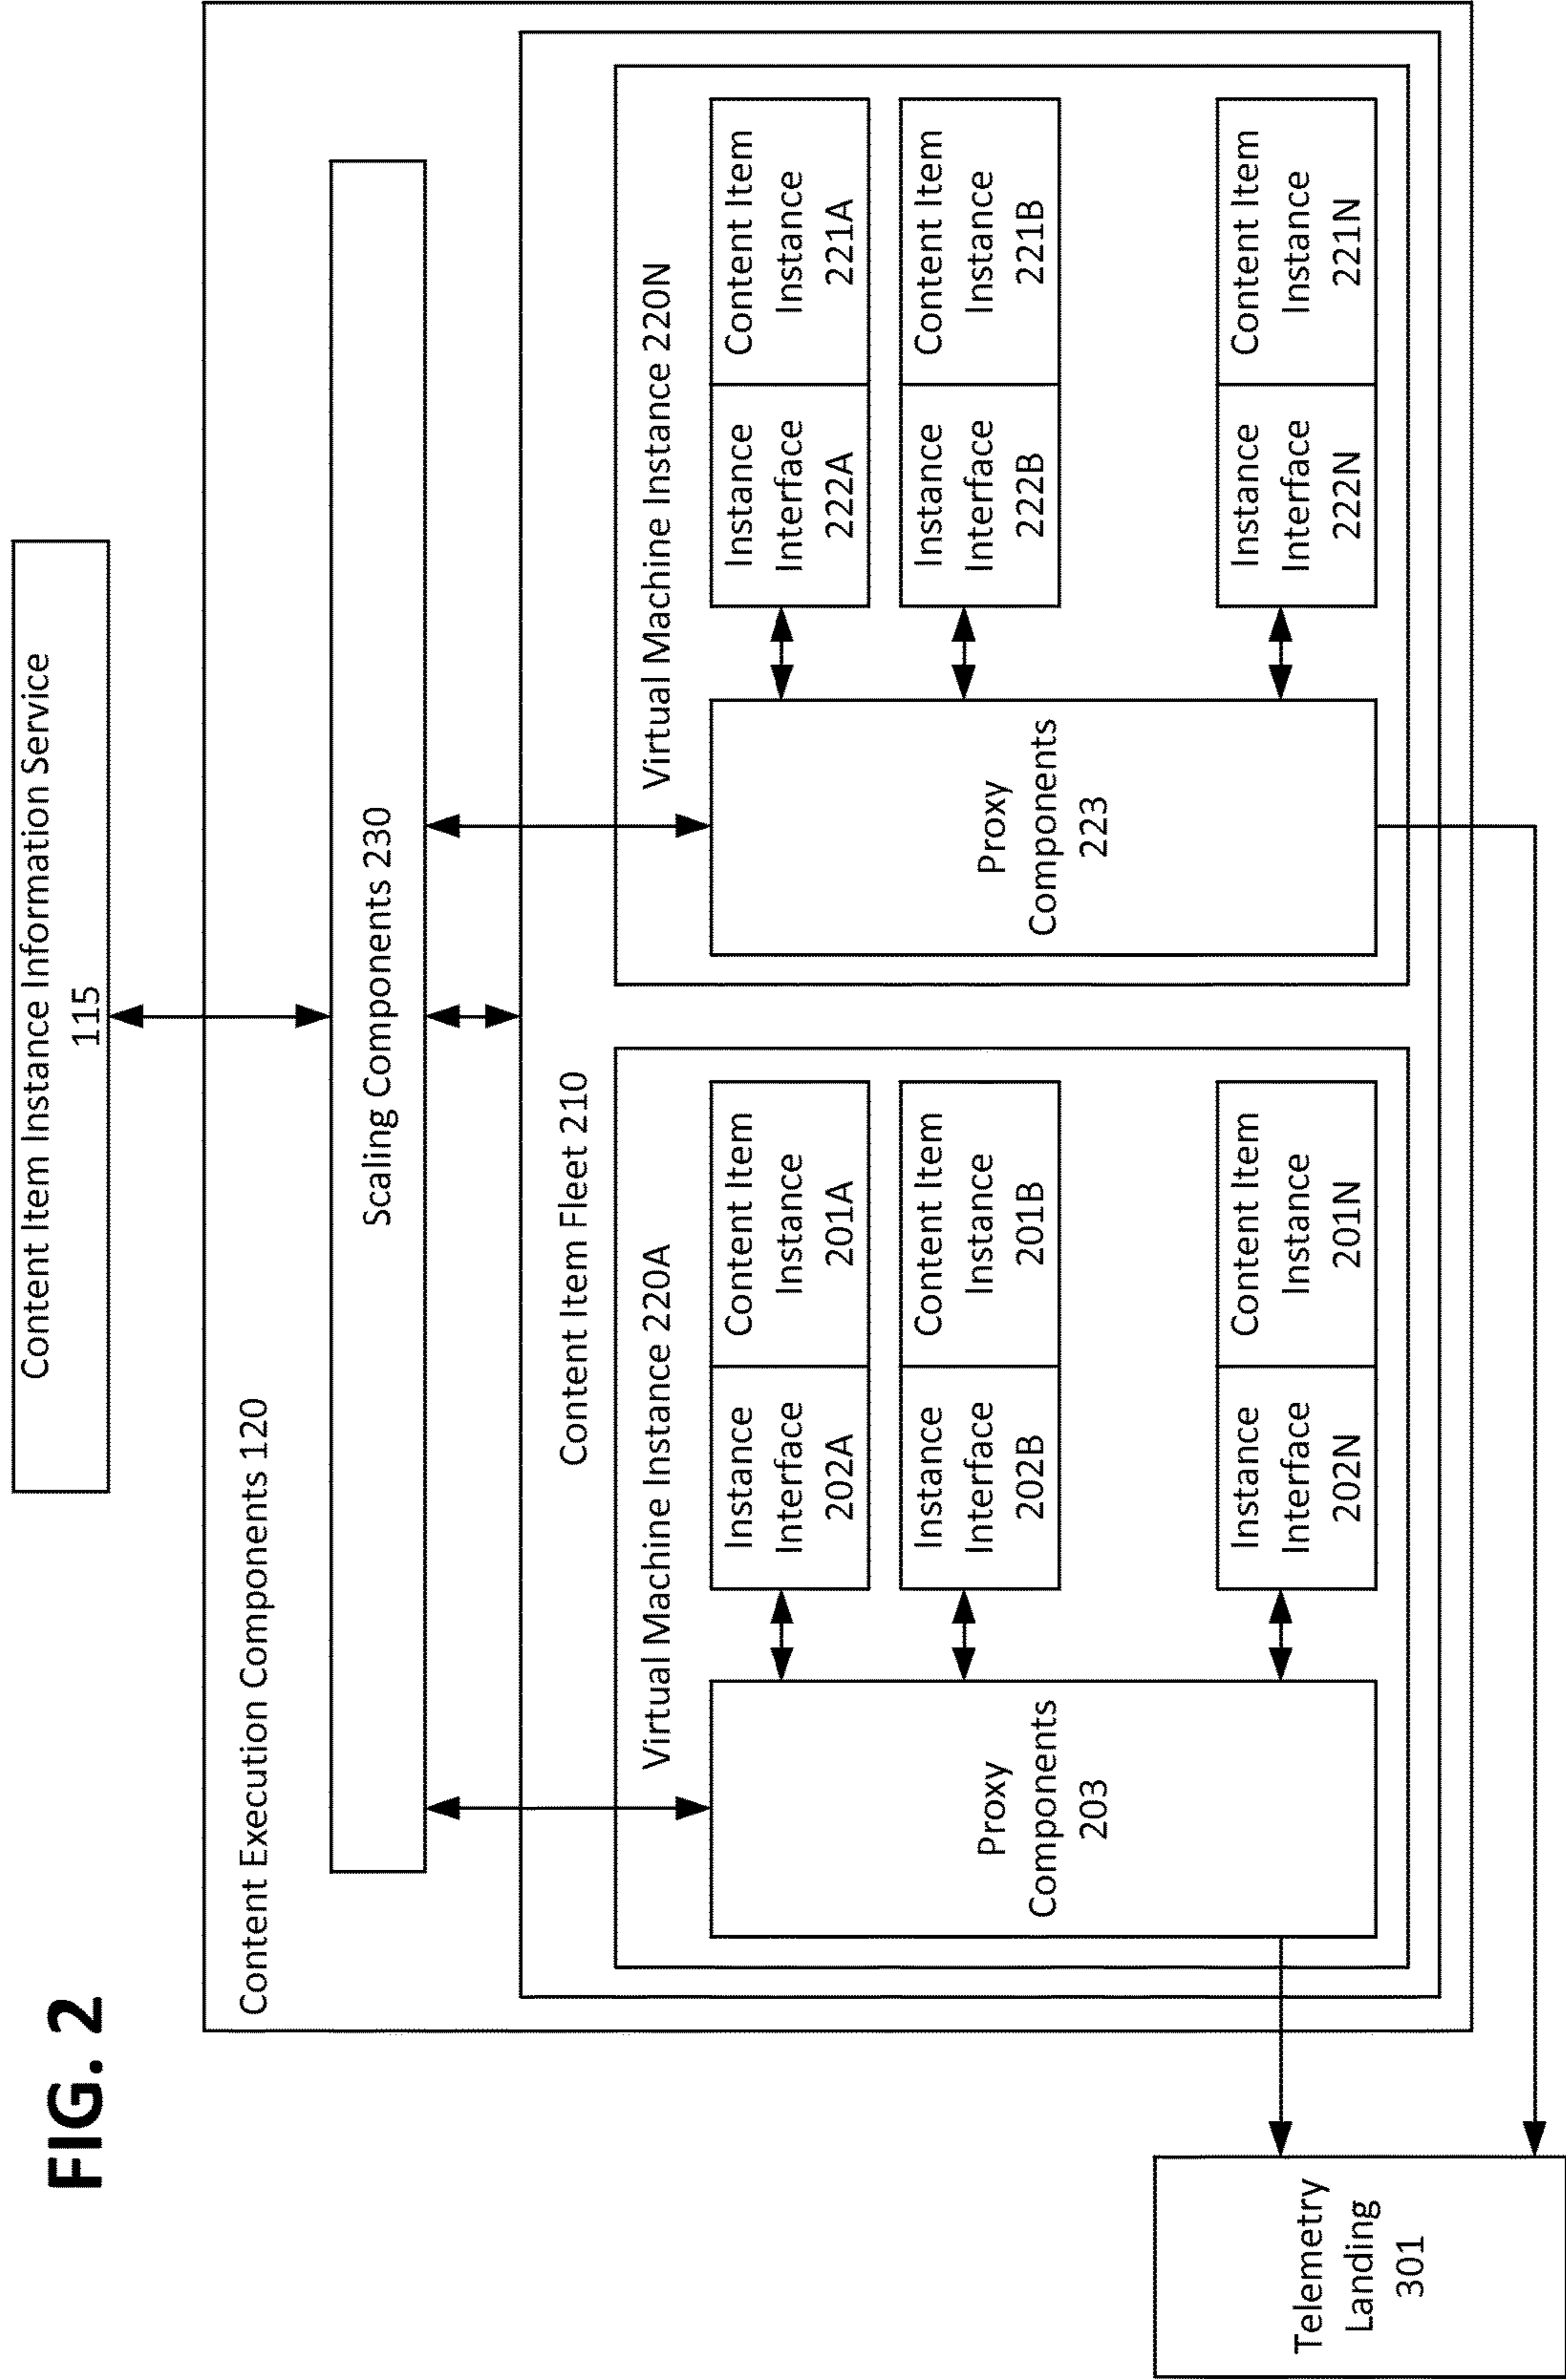 FIG. 2
Content Item Instance Information Service
115
Content Execution Components 120
Scaling Components 230
Content Item Fleet 210
Virtual Machine Instance 220A
Proxy
Components
203
Instance
Interface
202A
Content Item
Instance
201A
Instance
Interface
202B
Content Item
Instance
201B
Instance
Interface
202N
Content Item
Instance
201N
Virtual Machine Instance 220N
Proxy
Components
223
Instance
Interface
222A
Content Item
Instance
221A
Instance
Interface
222B
Content Item
Instance
221B
Instance
Interface
222N
Content Item
Instance
221N
Telemetry
Landing
301